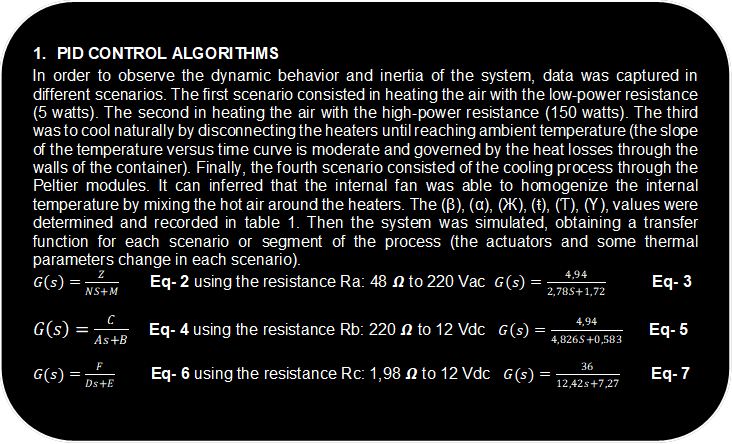 1. PID CONTROL ALGORITHMS
In order to observe the dynamic behavior and inertia of the system, data was captured in
different scenarios. The first scenario consisted in heating the air with the low-power resistance
(5 watts). The second in heating the air with the high-power resistance (150 watts). The third
was to cool naturally by disconnecting the heaters until reaching ambient temperature (the slope
of the temperature versus time curve is moderate and governed by the heat losses through the
walls of the container). Finally, the fourth scenario consisted of the cooling process through the
Peltier modules. It can inferred that the internal fan was able to homogenize the internal
temperature by mixing the hot air around the heaters. The (β), (α), (Ж), (ŧ), (T), (Y), values were
determined and recorded in table 1. Then the system was simulated, obtaining a transfer
function for each scenario or segment of the process (the actuators and some thermal
parameters change in each scenario).
G(s) = Z / NS+M Eq- 2 using the resistance Ra: 48 Ω to 220 Vac G(s) = 4,94 / 2,78S+1,72 Eq- 3
G(s) = C / As+B Eq- 4 using the resistance Rb: 220 Ω to 12 Vdc G(s) = 4,94 / 4,826S+0,583 Eq- 5
G(s) = F / Ds+E Eq- 6 using the resistance Rc: 1,98 Ω to 12 Vdc G(s) = 36 / 12,42s+7,27 Eq- 7